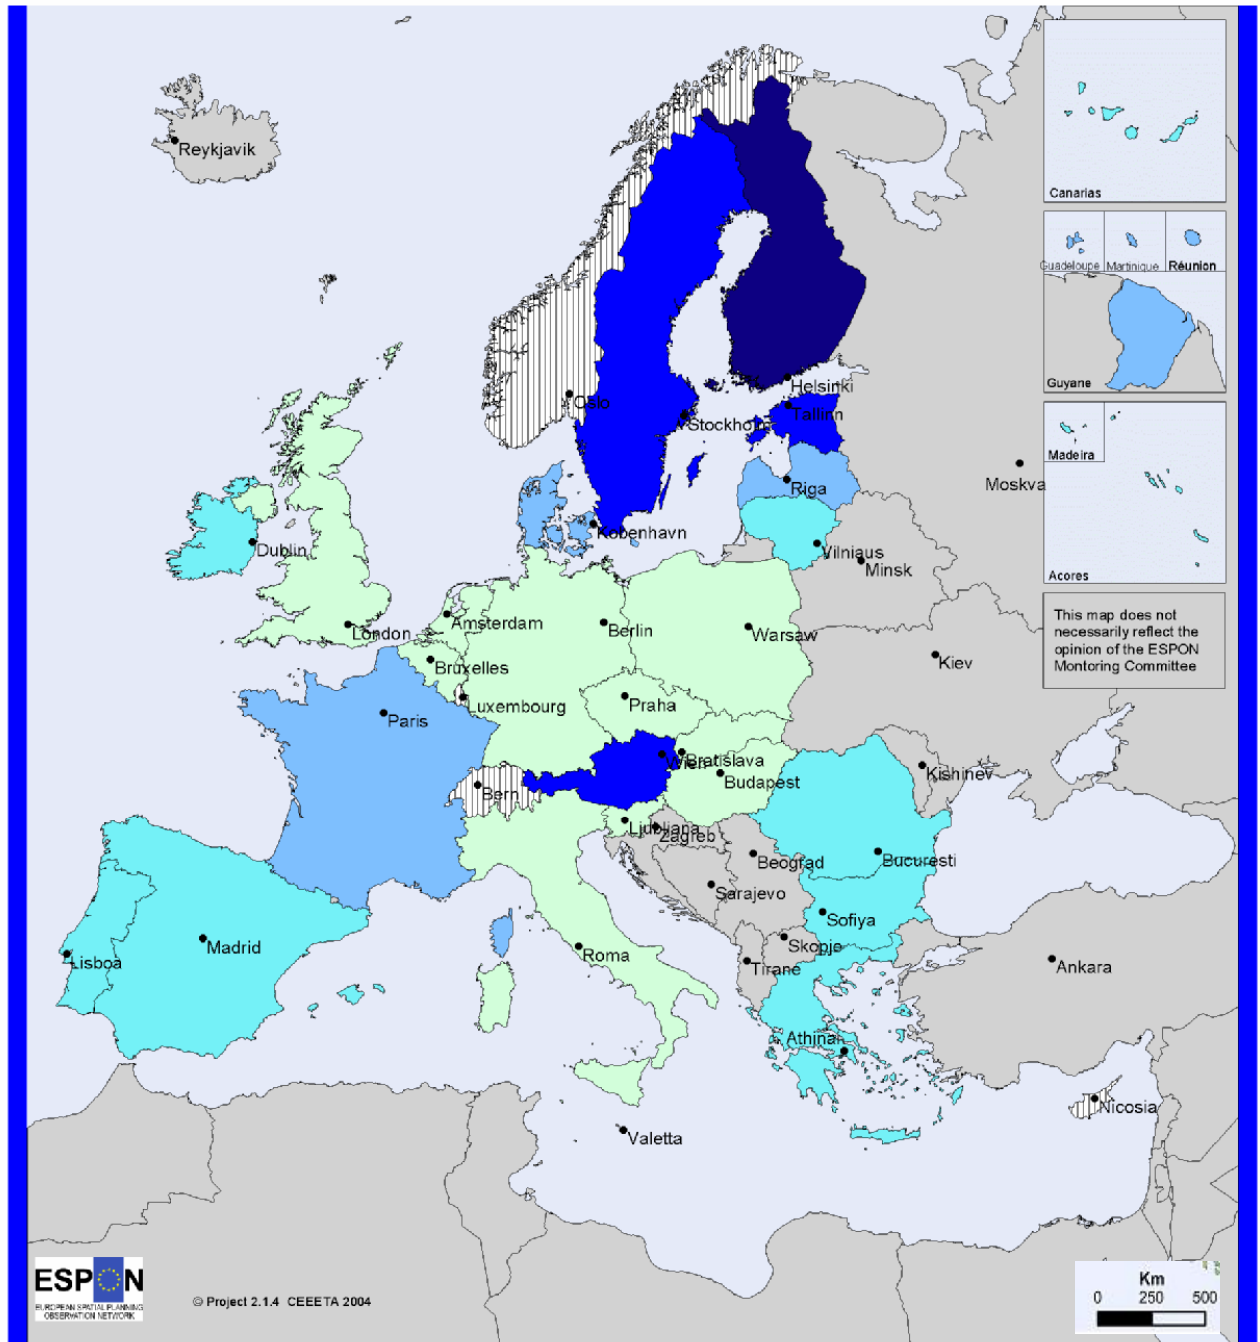 Reykjavik
Canarias
Guadeloupe
Martinique
Réunion
Guyane
Helsinki
Oslo
Tallinn
Stockholm
Madeira
Moskva
Riga
Kobenhavn
Dublin
Vilniaus
Minsk
Acores
This map does not
necessarily reflect the
opinion of the ESPON
Montoring Committee
London
Amsterdam
Berlin
Warsaw
Kiev
Bruxelles
Luxembourg
Praha
Paris
Wien
Bratislava
Kishinev
Budapest
Bern
Ljubljana
Zagreb
Beograd
Bucuresti
Sarajevo
Sofiya
Madrid
Lisboa
Roma
Skopje
Tirane
Ankara
Athinai
Nicosia
Valetta
ESPON
EUROPEAN SPATIAL PLANNING
OBSERVATION NETWORK
© Project 2.1.4 CEEETA 2004
Km
0 250 500